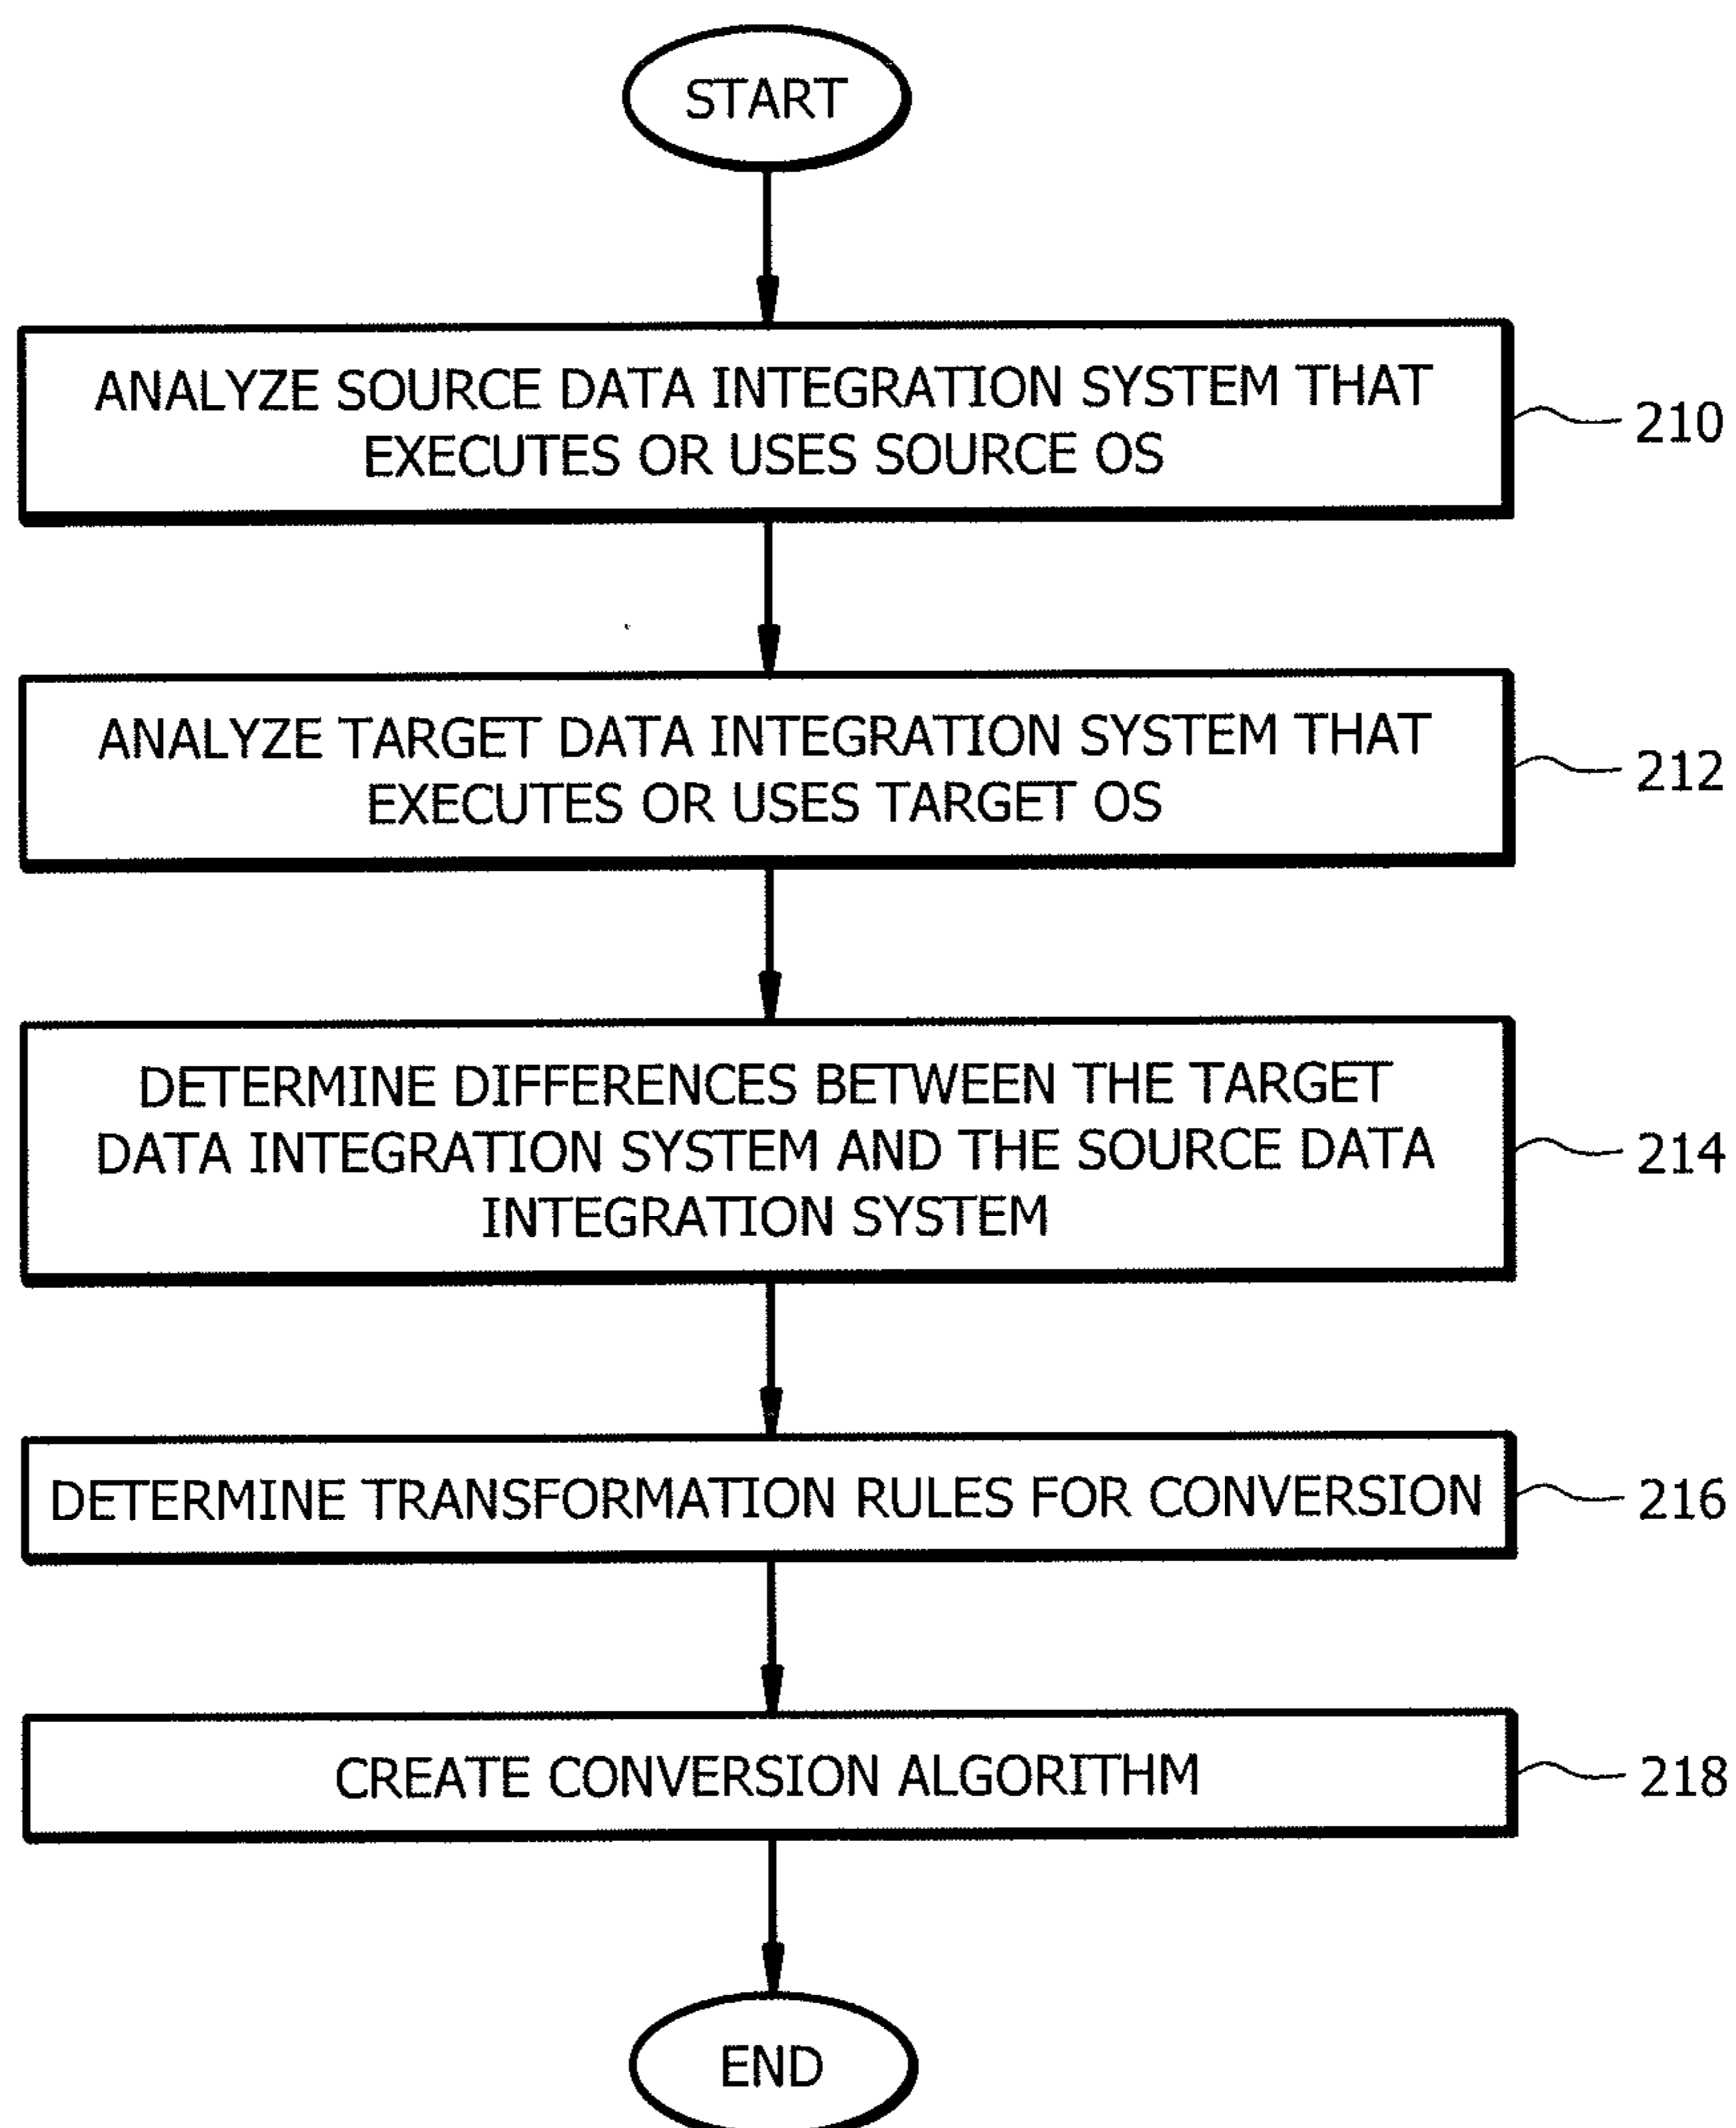 START
ANALYZE SOURCE DATA INTEGRATION SYSTEM THAT
EXECUTES OR USES SOURCE OS
210
ANALYZE TARGET DATA INTEGRATION SYSTEM THAT
EXECUTES OR USES TARGET OS
212
DETERMINE DIFFERENCES BETWEEN THE TARGET
DATA INTEGRATION SYSTEM AND THE SOURCE DATA
INTEGRATION SYSTEM
214
DETERMINE TRANSFORMATION RULES FOR CONVERSION
216
CREATE CONVERSION ALGORITHM
218
END